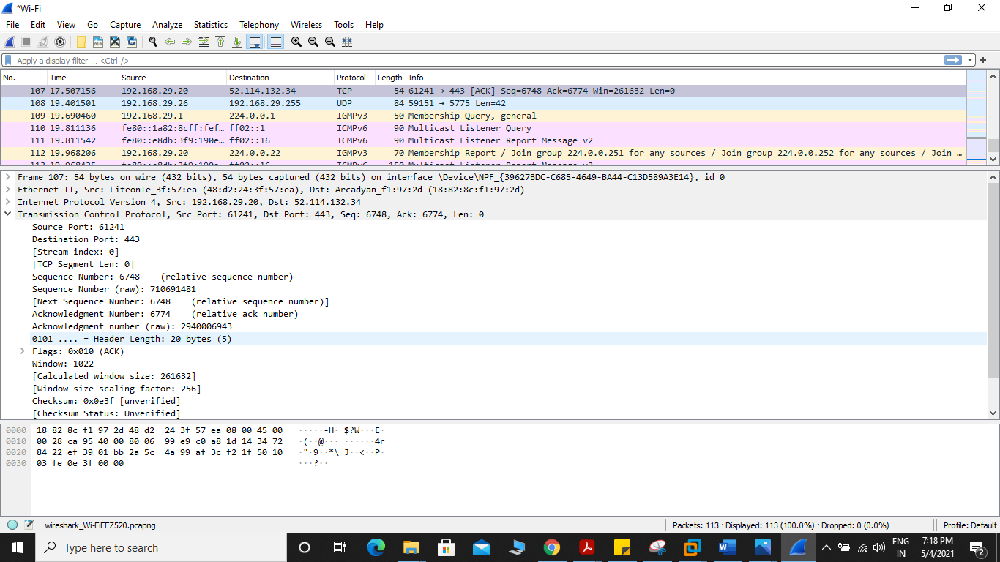 *Wi-Fi
File Edit View Go Capture Analyze Statistics Telephony Wireless Tools Help
Apply a display filter ... <Ctrl-/>
No. Time Source Destination Protocol Length Info
107 17.507156 192.168.29.20 52.114.132.34 TCP 54 61241 → 443 [ACK] Seq=6748 Ack=6774 Win=261632 Len=0
108 19.401501 192.168.29.26 192.168.29.255 UDP 84 59151 → 5775 Len=42
109 19.690460 192.168.29.1 224.0.0.1 IGMPv3 50 Membership Query, general
110 19.811136 fe80::1a82:8cff:fef… ff02::1 ICMPv6 90 Multicast Listener Query
111 19.811542 fe80::e8db:3f9:190e… ff02::16 ICMPv6 90 Multicast Listener Report Message v2
112 19.968206 192.168.29.20 224.0.0.22 IGMPv3 70 Membership Report / Join group 224.0.0.251 for any sources / Join group 224.0.0.252 for any sources / Join …
113 19.968435 fe80::e8db:3f9:190e… ff02::16 ICMPv6 150 Multicast Listener Report Message v2
Frame 107: 54 bytes on wire (432 bits), 54 bytes captured (432 bits) on interface \Device\NPF_{39627BDC-C685-4649-BA44-C13D589A3E14}, id 0
Ethernet II, Src: LiteonTe_3f:57:ea (48:d2:24:3f:57:ea), Dst: Arcadyan_f1:97:2d (18:82:8c:f1:97:2d)
Internet Protocol Version 4, Src: 192.168.29.20, Dst: 52.114.132.34
Transmission Control Protocol, Src Port: 61241, Dst Port: 443, Seq: 6748, Ack: 6774, Len: 0
Source Port: 61241
Destination Port: 443
[Stream index: 0]
[TCP Segment Len: 0]
Sequence Number: 6748 (relative sequence number)
Sequence Number (raw): 710691481
[Next Sequence Number: 6748 (relative sequence number)]
Acknowledgment Number: 6774 (relative ack number)
Acknowledgment number (raw): 2940006943
0101 .... = Header Length: 20 bytes (5)
Flags: 0x010 (ACK)
Window: 1022
[Calculated window size: 261632]
[Window size scaling factor: 256]
Checksum: 0x0e3f [unverified]
[Checksum Status: Unverified]
0000 18 82 8c f1 97 2d 48 d2 24 3f 57 ea 08 00 45 00 ·····-H· $?W···E·
0010 00 28 ca 95 40 00 80 06 99 e9 c0 a8 1d 14 34 72 ·(··@··· ······4r
0020 84 22 ef 39 01 bb 2a 5c 4a 99 af 3c f2 1f 50 10 ·"·9··*\ J··<··P·
0030 03 fe 0e 3f 00 00 ···?··
wireshark_Wi-FiFEZ520.pcapng Packets: 113 · Displayed: 113 (100.0%) · Dropped: 0 (0.0%) Profile: Default
Type here to search ENG IN 7:18 PM 5/4/2021 2